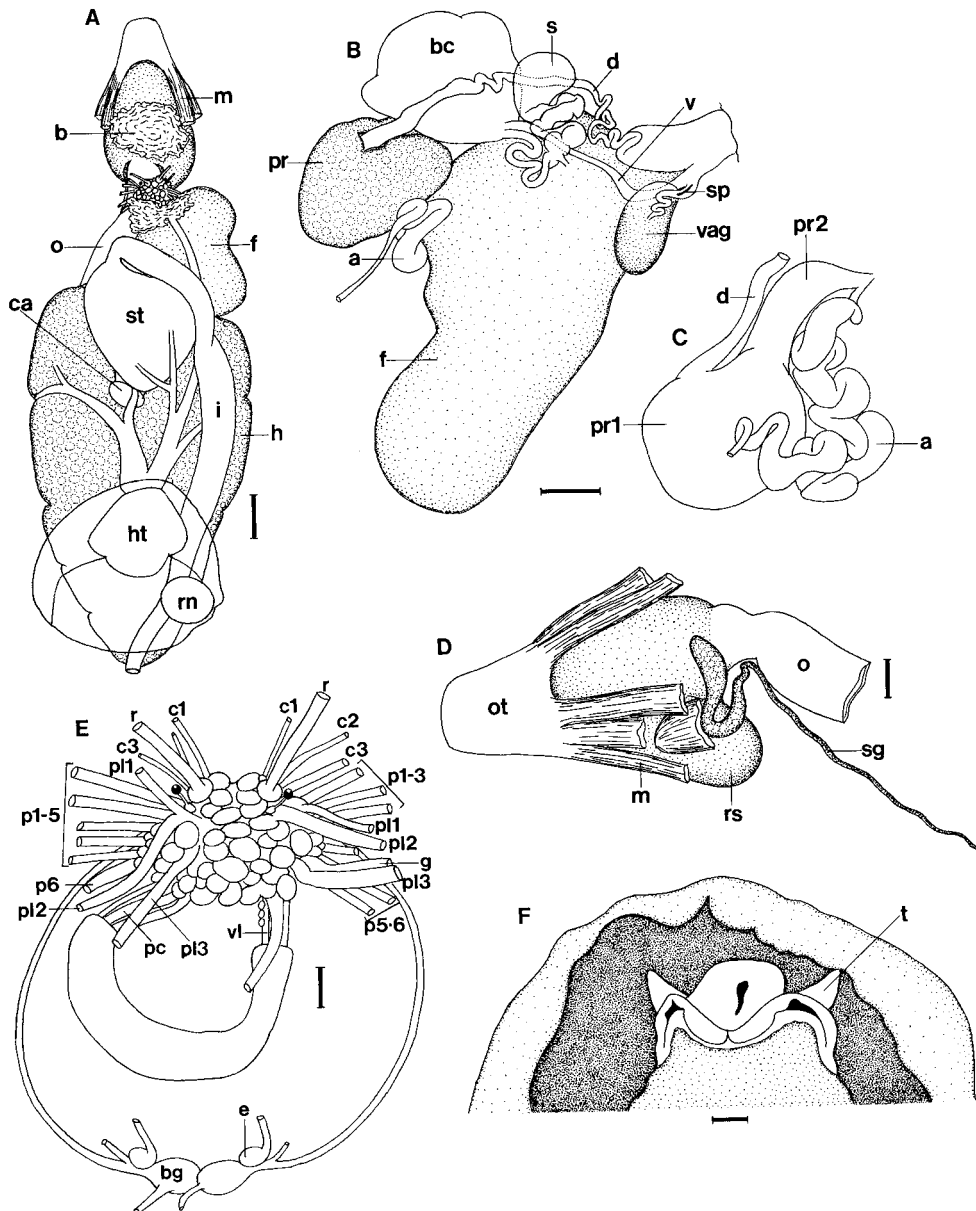 A
m
b
o
f
ca
st
i
h
ht
rn
B
bc
s
d
v
pr
sp
vag
a
f
C
pr2
d
pr1
a
D
ot
o
m
rs
sg
E
r
c1
c1
r
c2
c3
c3
pl1
p1-3
p1-5
pl1
pl2
g
pl3
p6
pl2
pc
pl3
vl
p5·6
e
bg
F
t